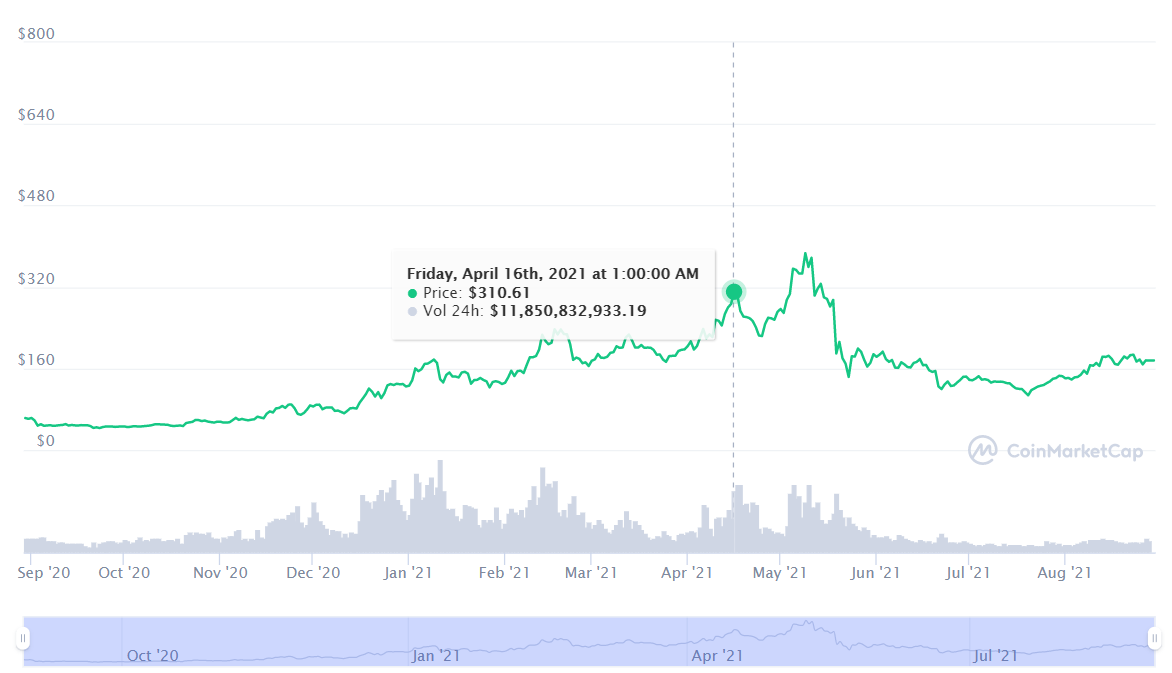 $800
$640
$480
$320
Friday, April 16th, 2021 at 1:00:00 AM
Price: $310.61
Vol 24h: $11,850,832,933.19
$160
$0
CoinMarketCap
Sep '20 Oct '20 Nov '20 Dec '20 Jan '21 Feb '21 Mar '21 Apr '21 May '21 Jun '21 Jul '21 Aug '21
Oct '20 Jan '21 Apr '21 Jul '21